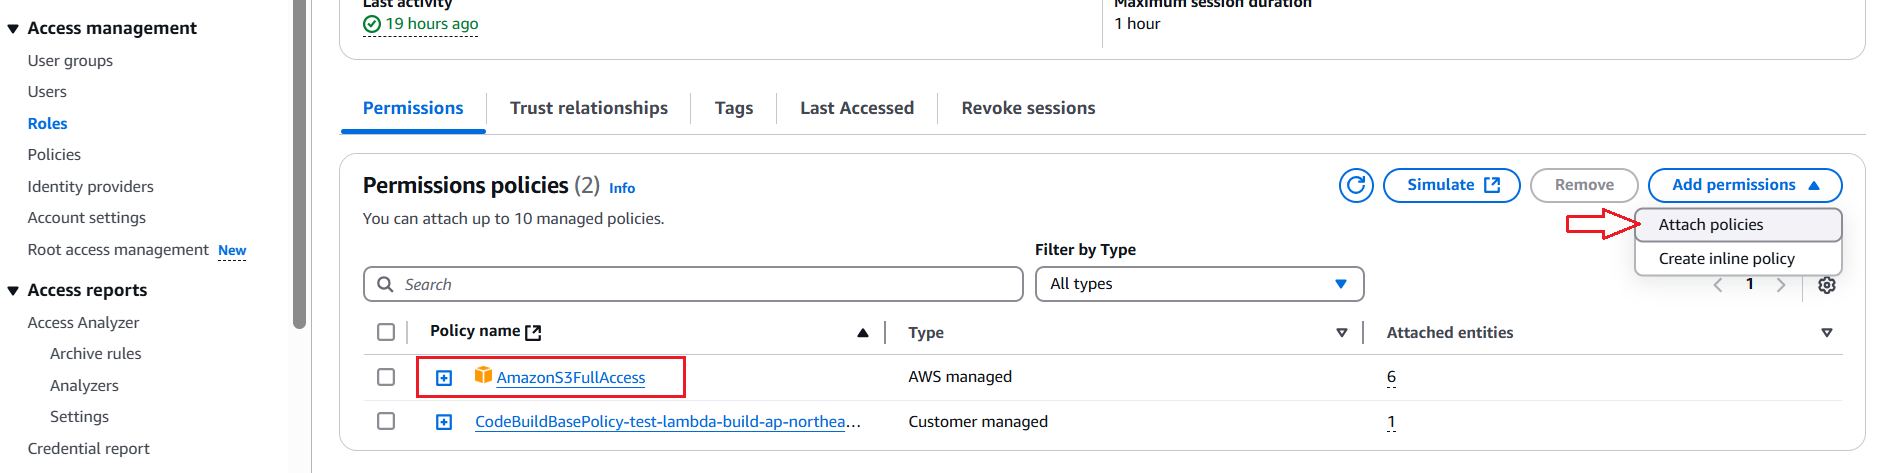 Last activity
19 hours ago
Maximum session duration
1 hour
Access management
User groups
Users
Roles
Policies
Identity providers
Account settings
Root access management New
Access reports
Access Analyzer
Archive rules
Analyzers
Settings
Credential report
Permissions
Trust relationships
Tags
Last Accessed
Revoke sessions
Permissions policies (2) Info
You can attach up to 10 managed policies.
Simulate
Remove
Add permissions
Attach policies
Create inline policy
Filter by Type
Search
All types
1
Policy name Type Attached entities
AmazonS3FullAccess AWS managed 6
CodeBuildBasePolicy-test-lambda-build-ap-northea… Customer managed 1